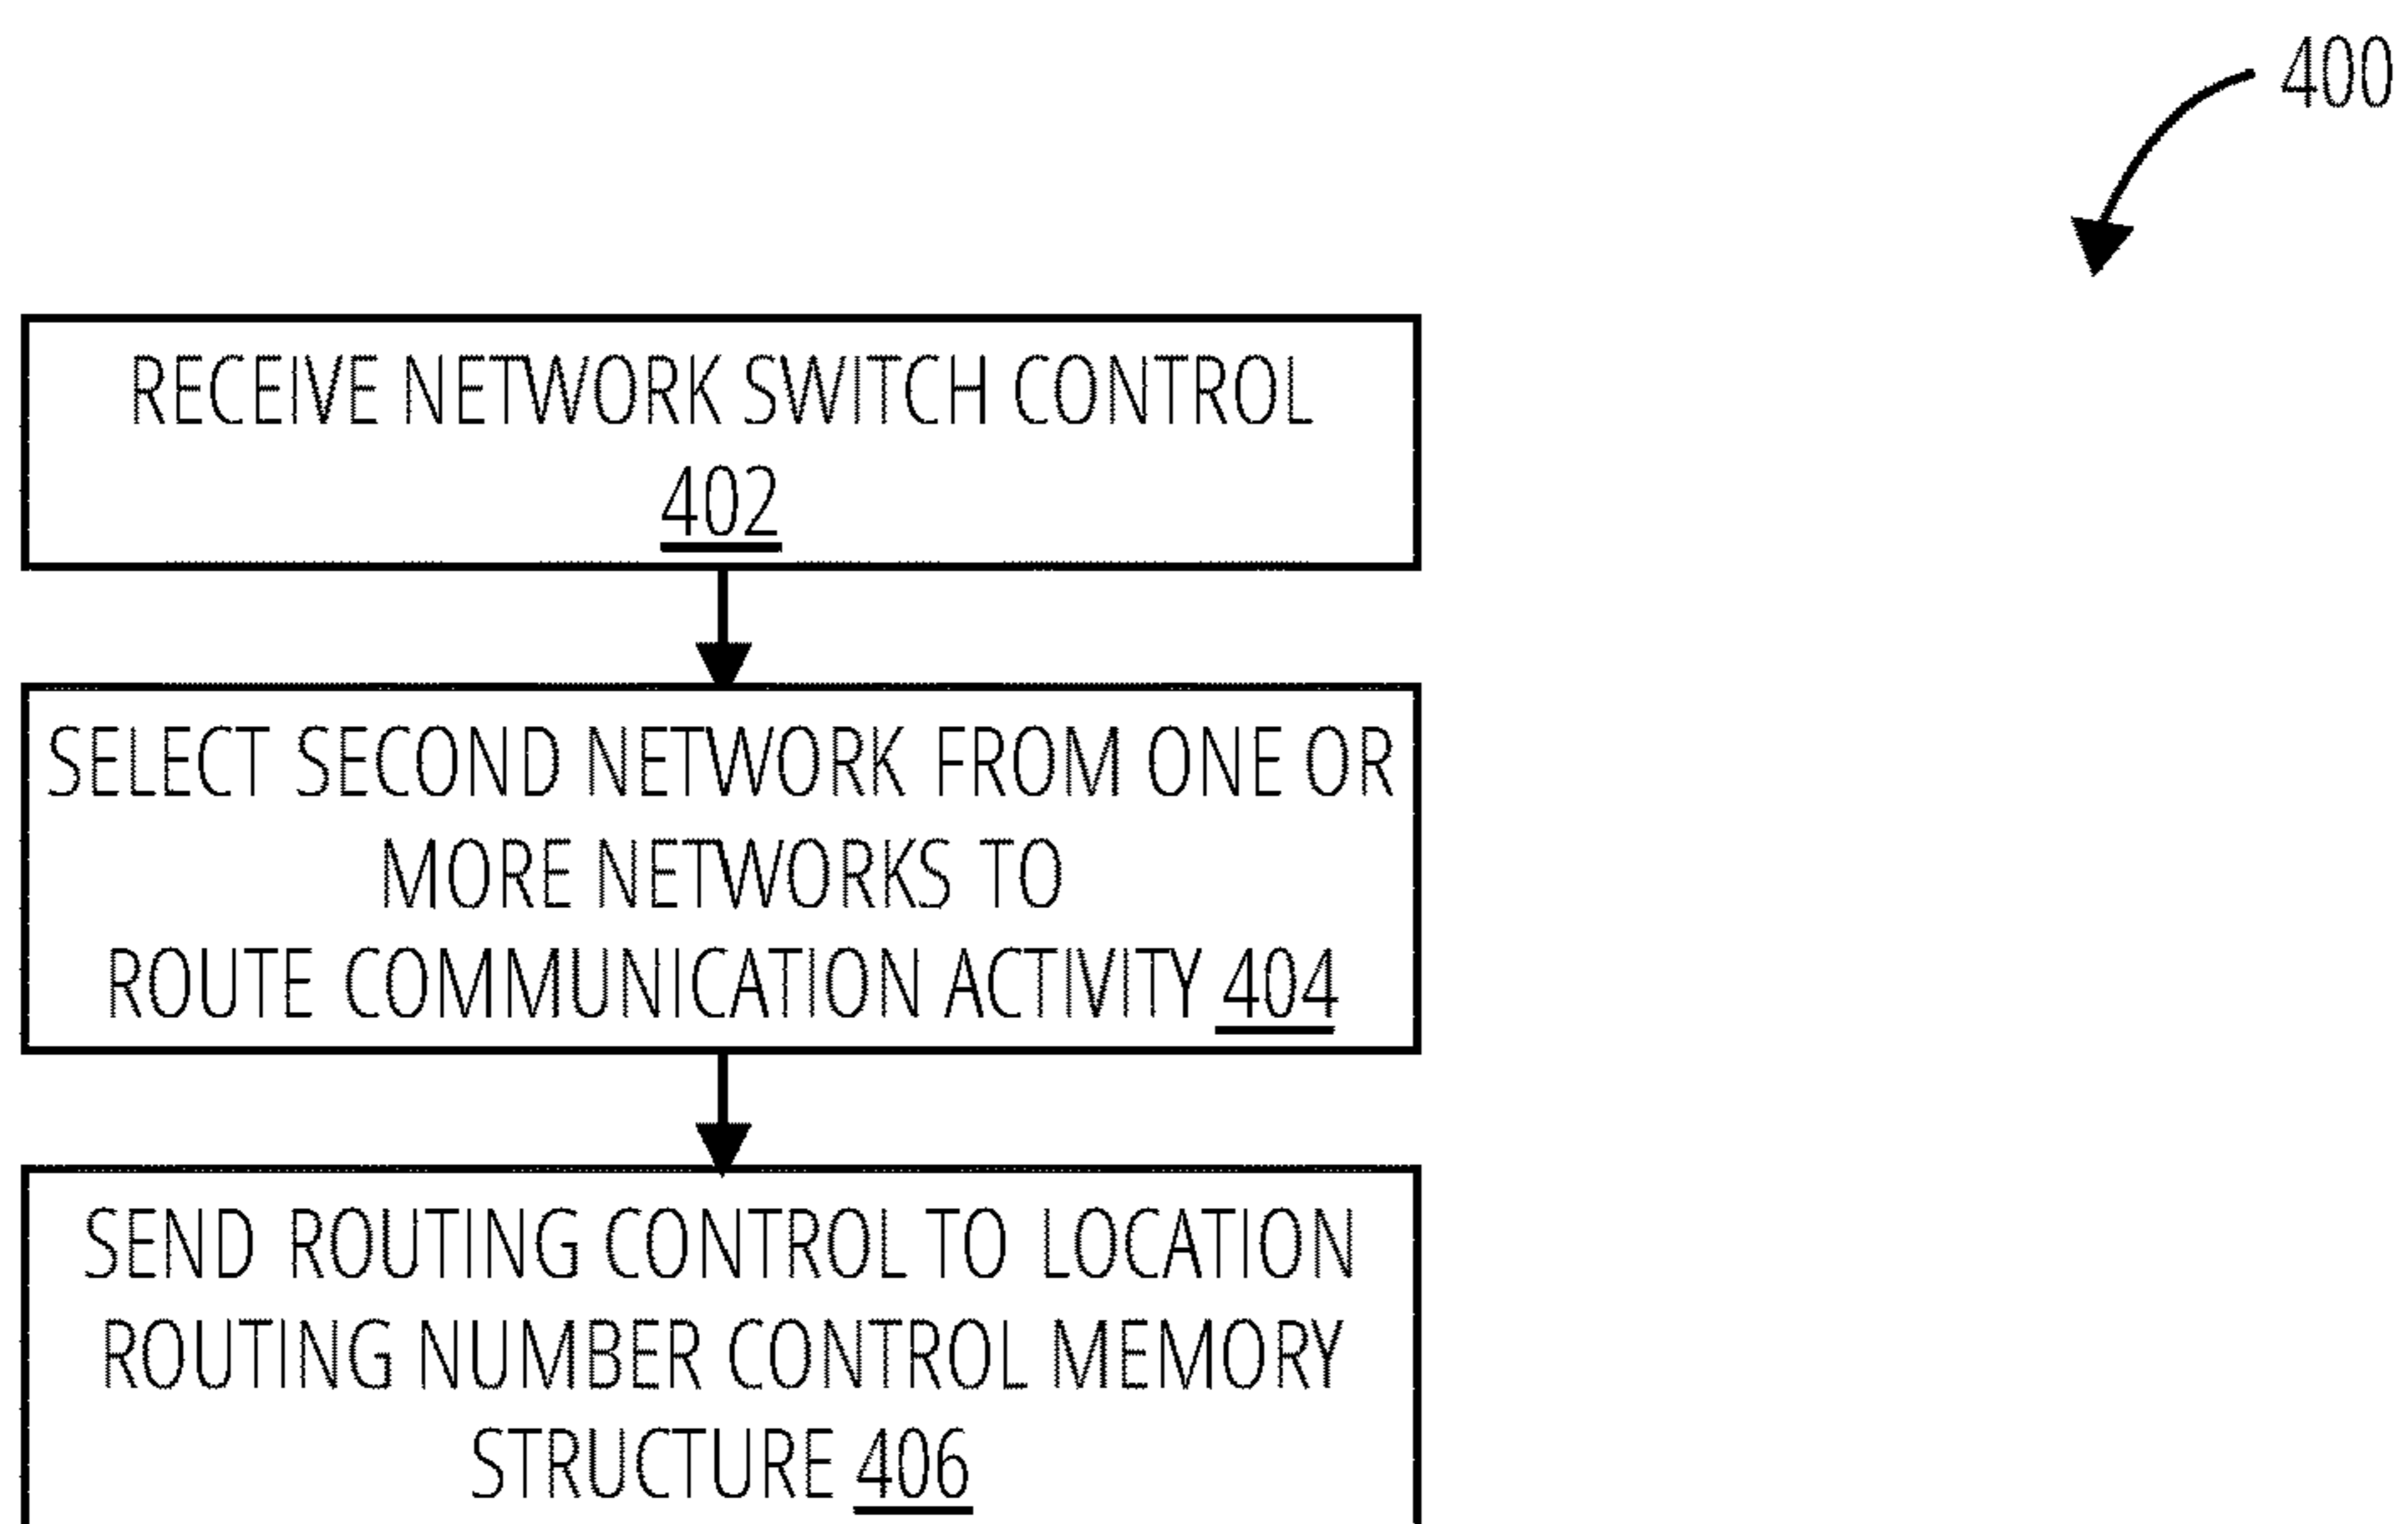 400
RECEIVE NETWORK SWITCH CONTROL
402
SELECT SECOND NETWORK FROM ONE OR
MORE NETWORKS TO
ROUTE COMMUNICATION ACTIVITY 404
SEND ROUTING CONTROL TO LOCATION
ROUTING NUMBER CONTROL MEMORY
STRUCTURE 406